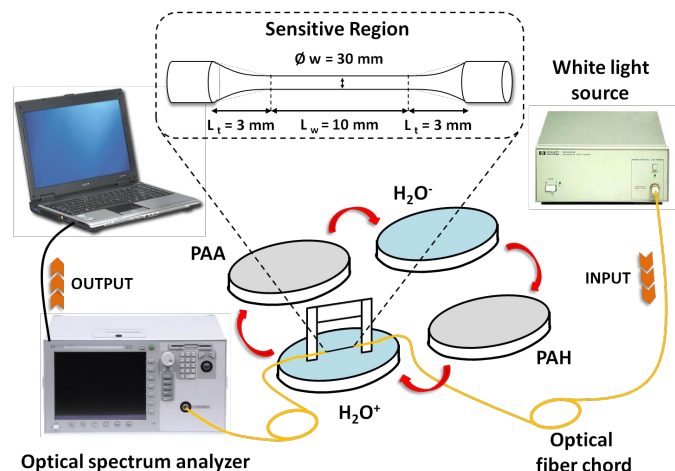 Sensitive Region
Ø w = 30 mm
L t = 3 mm
L w = 10 mm
L t = 3 mm
White light
source
H₂O⁻
PAA
OUTPUT
INPUT
PAH
H₂O⁺
Optical spectrum analyzer
Optical
fiber chord